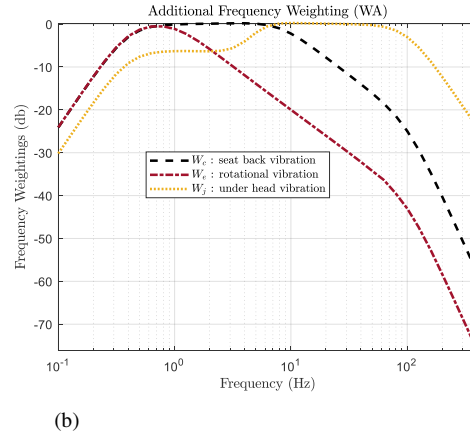 Additional Frequency Weighting (WA)
0
-10
-20
-30
-40
-50
-60
-70
Frequency Weightings (db)
W_c : seat back vibration
W_e : rotational vibration
W_j : under head vibration
10^-1
10^0
10^1
10^2
Frequency (Hz)
(b)